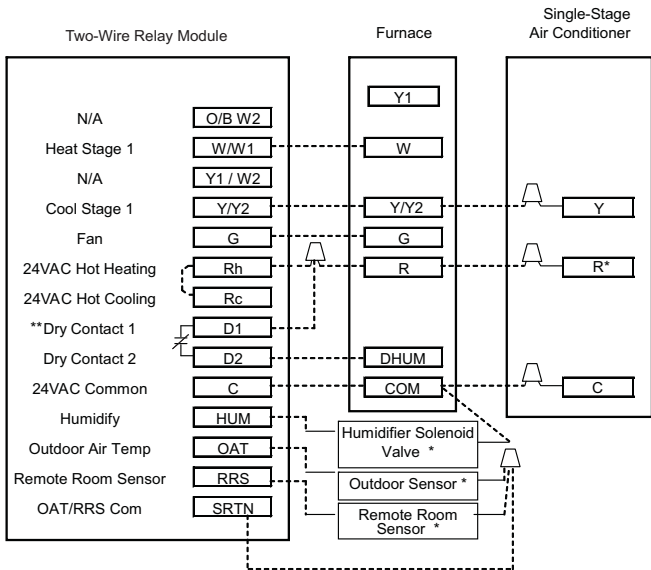 Two-Wire Relay Module
Furnace
Single-Stage
Air Conditioner
Y1
N/A O/B W2
Heat Stage 1 W/W1 W
N/A Y1 / W2
Cool Stage 1 Y/Y2 Y/Y2 Y
Fan G G
24VAC Hot Heating Rh R R*
24VAC Hot Cooling Rc
**Dry Contact 1 D1
Dry Contact 2 D2 DHUM
24VAC Common C COM C
Humidify HUM
Humidifier Solenoid
Valve *
Outdoor Air Temp OAT
Outdoor Sensor *
Remote Room Sensor RRS
Remote Room
Sensor *
OAT/RRS Com SRTN